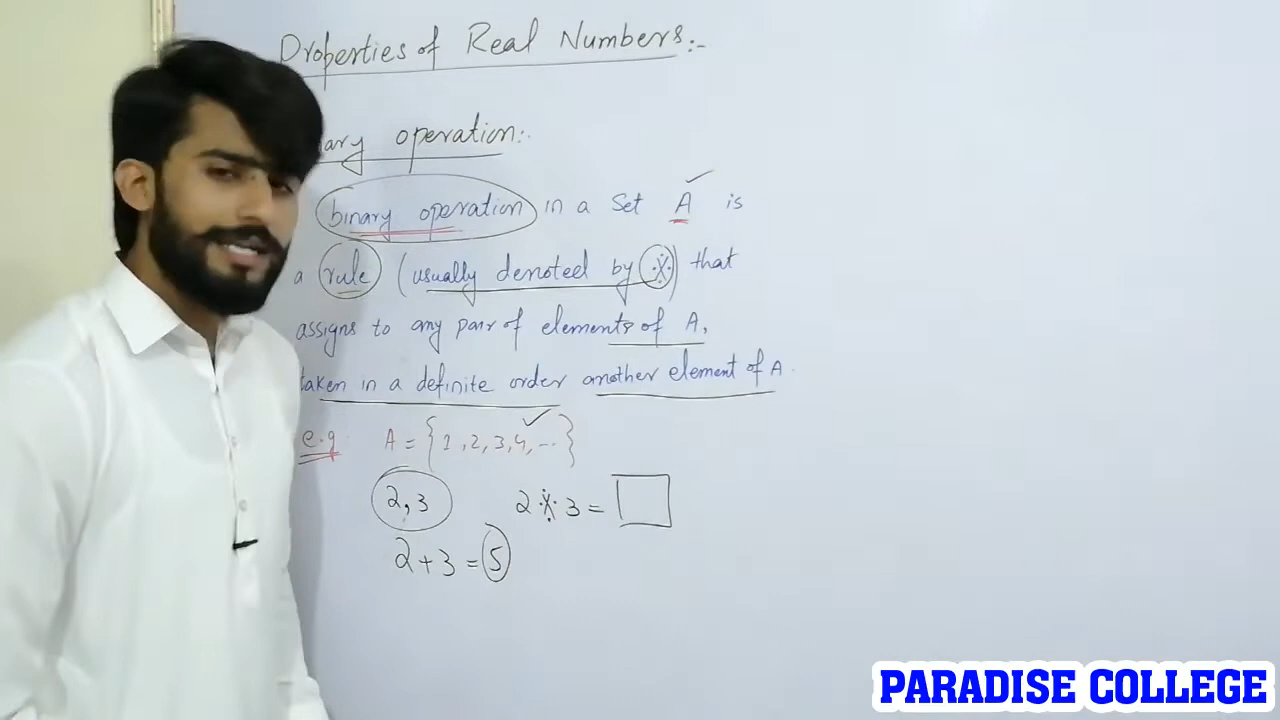 Properties of Real Numbers:-
ary operation:.
binary operation in a Set A is
a rule (usually denoted by ※) that
assigns to any pair of elements of A,
taken in a definite order another element of A.
e.g A = {1,2,3,4,...}
2,3 2 ※ 3 =
2+3 = 5
PARADISE COLLEGE